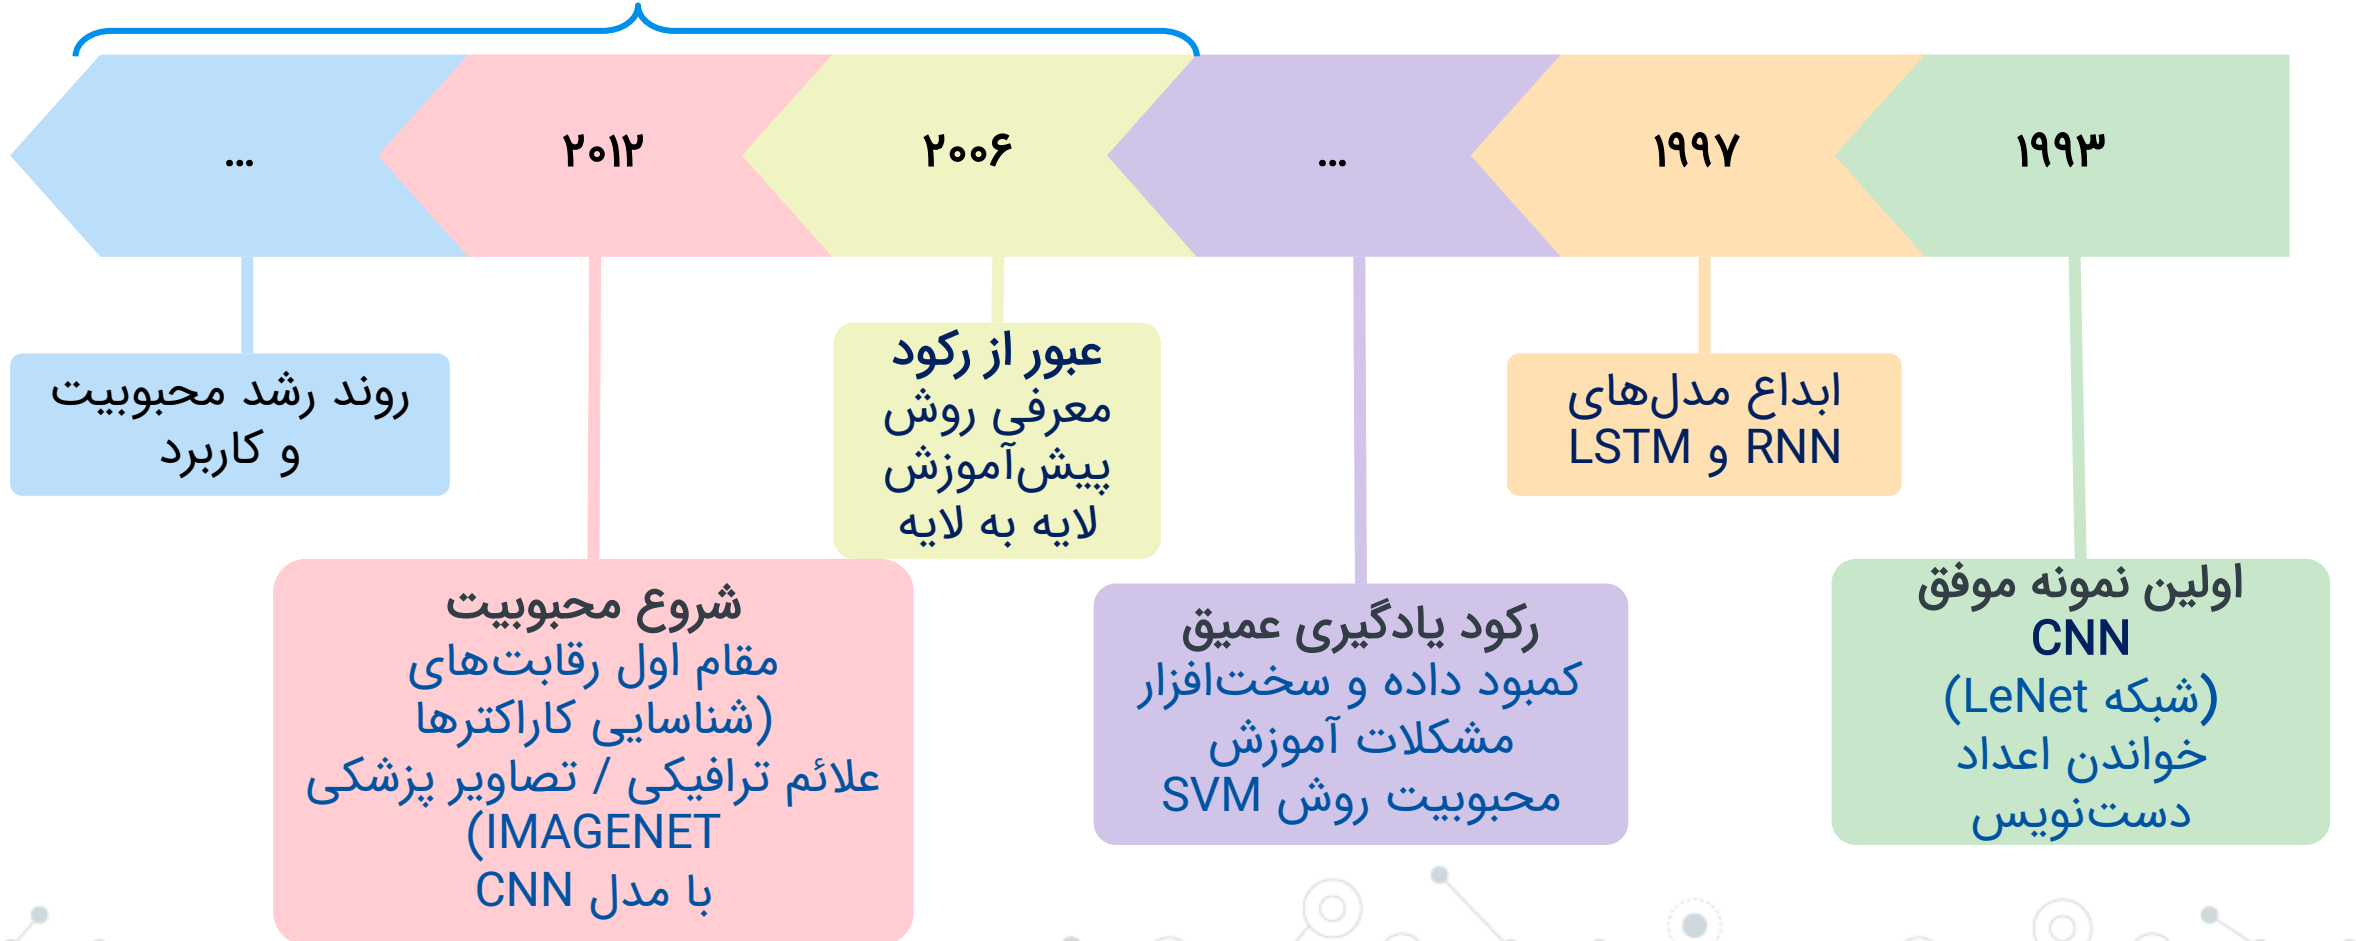 ۱۹۹۳
۱۹۹۷
...
۲۰۰۶
۲۰۱۲
...
اولین نمونه موفق
CNN
(شبکه LeNet)
خواندن اعداد
دست‌نویس
ابداع مدل‌های
RNN و LSTM
رکود یادگیری عمیق
کمبود داده و سخت‌افزار
مشکلات آموزش
محبوبیت روش SVM
عبور از رکود
معرفی روش
پیش‌آموزش
لایه به لایه
شروع محبوبیت
مقام اول رقابت‌های
(شناسایی کاراکترها
علائم ترافیکی / تصاویر پزشکی
IMAGENET)
با مدل CNN
روند رشد محبوبیت
و کاربرد